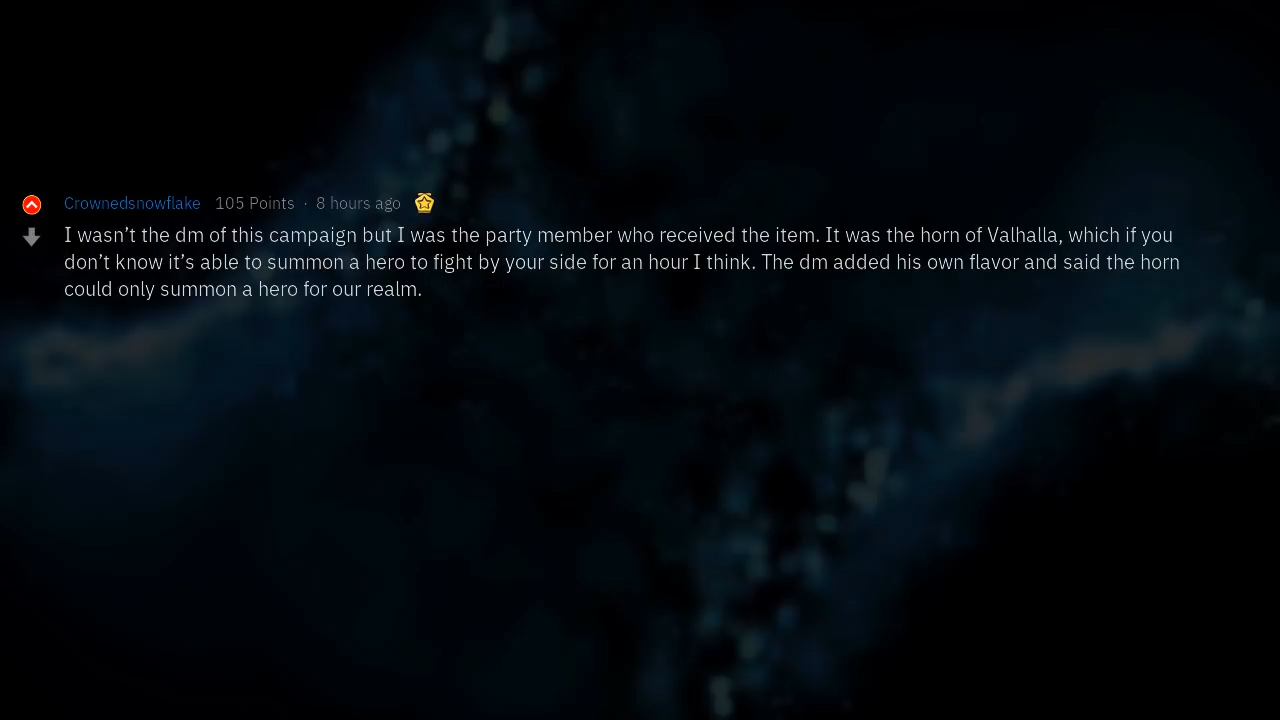 Crownedsnowflake 105 Points · 8 hours ago
I wasn’t the dm of this campaign but I was the party member who received the item. It was the horn of Valhalla, which if you
don’t know it’s able to summon a hero to fight by your side for an hour I think. The dm added his own flavor and said the horn
could only summon a hero for our realm.